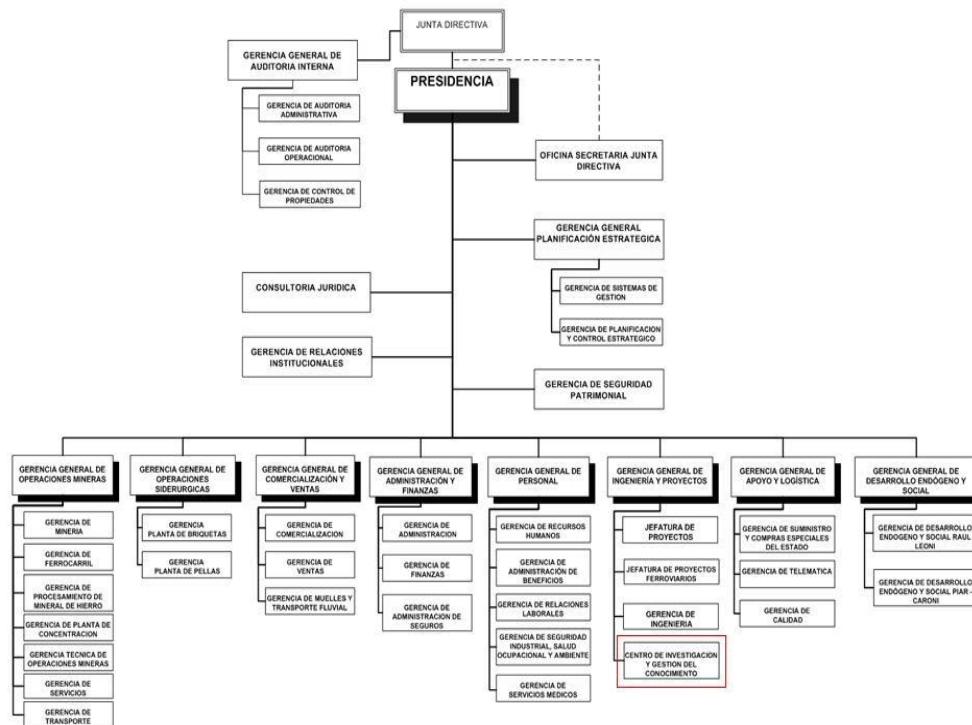 JUNTA DIRECTIVA
GERENCIA GENERAL DE
AUDITORIA INTERNA
PRESIDENCIA
GERENCIA DE AUDITORIA
ADMINISTRATIVA
GERENCIA DE AUDITORIA
OPERACIONAL
GERENCIA DE CONTROL DE
PROPIEDADES
OFICINA SECRETARIA JUNTA
DIRECTIVA
GERENCIA GENERAL
PLANIFICACIÓN ESTRATEGICA
GERENCIA DE SISTEMAS DE
GESTION
GERENCIA DE PLANIFICACION
Y CONTROL ESTRATEGICO
CONSULTORIA JURIDICA
GERENCIA DE RELACIONES
INSTITUCIONALES
GERENCIA DE SEGURIDAD
PATRIMONIAL
GERENCIA GENERAL DE
OPERACIONES MINERAS
GERENCIA DE
MINERIA
GERENCIA DE
FERROCARRIL
GERENCIA DE
PROCESAMIENTO DE
MINERAL DE HIERRO
GERENCIA DE PLANTA DE
CONCENTRACION
GERENCIA TECNICA DE
OPERACIONES MINERAS
GERENCIA DE
SERVICIOS
GERENCIA DE
TRANSPORTE
GERENCIA GENERAL DE
OPERACIONES
SIDERURGICAS
GERENCIA
PLANTA DE BRIQUETAS
GERENCIA
PLANTA DE PELLAS
GERENCIA GENERAL DE
COMERCIALIZACIÓN Y
VENTAS
GERENCIA DE
COMERCIALIZACION
GERENCIA DE
VENTAS
GERENCIA DE MUELLES Y
TRANSPORTE FLUVIAL
GERENCIA GENERAL DE
ADMINISTRACIÓN Y
FINANZAS
GERENCIA DE
ADMINISTRACION
GERENCIA DE
FINANZAS
GERENCIA DE
ADMINISTRACION DE
SEGUROS
GERENCIA GENERAL DE
PERSONAL
GERENCIA DE RECURSOS
HUMANOS
GERENCIA DE
ADMINISTRACIÓN DE
BENEFICIOS
GERENCIA DE RELACIONES
LABORALES
GERENCIA DE SEGURIDAD
INDUSTRIAL, SALUD
OCUPACIONAL Y AMBIENTE
GERENCIA DE
SERVICIOS MEDICOS
GERENCIA GENERAL DE
INGENIERÍA Y PROYECTOS
JEFATURA DE
PROYECTOS
JEFATURA DE PROYECTOS
FERROVIARIOS
GERENCIA DE
INGENIERIA
CENTRO DE INVESTIGACION
Y GESTION DEL
CONOCIMIENTO
GERENCIA GENERAL DE
APOYO Y LOGÍSTICA
GERENCIA DE SUMINISTRO
Y COMPRAS ESPECIALES
DEL ESTADO
GERENCIA DE TELEMATICA
GERENCIA DE
CALIDAD
GERENCIA GENERAL DE
DESARROLLO ENDÓGENO Y
SOCIAL
GERENCIA DE DESARROLLO
ENDOGENO Y SOCIAL RAUL
LEONI
GERENCIA DE DESARROLLO
ENDÓGENO Y SOCIAL PIAR -
CARONI